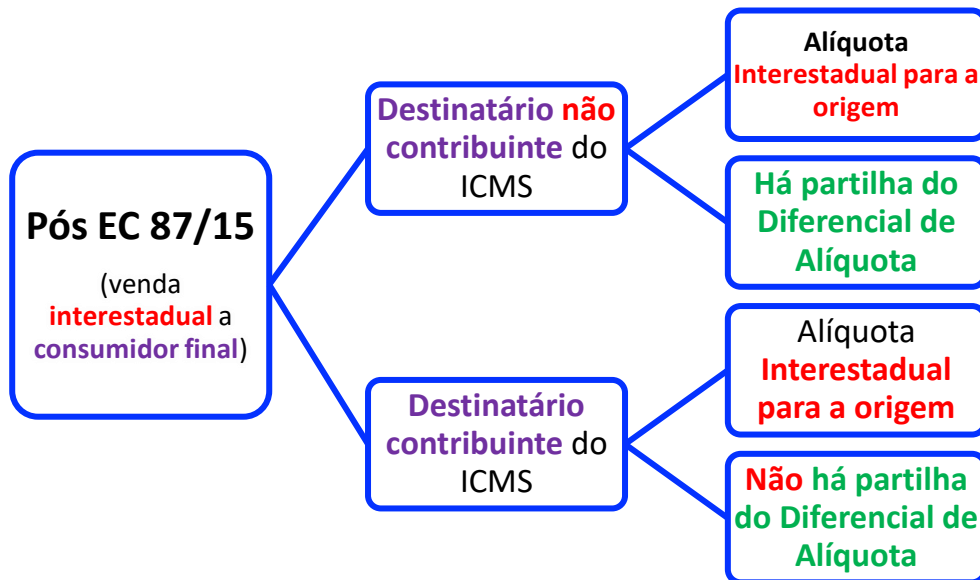 Pós EC 87/15
(venda
interestadual a
consumidor final)
Destinatário não
contribuinte do
ICMS
Alíquota
Interestadual para a
origem
Há partilha do
Diferencial de
Alíquota
Destinatário
contribuinte do
ICMS
Alíquota
Interestadual
para a origem
Não há partilha
do Diferencial de
Alíquota